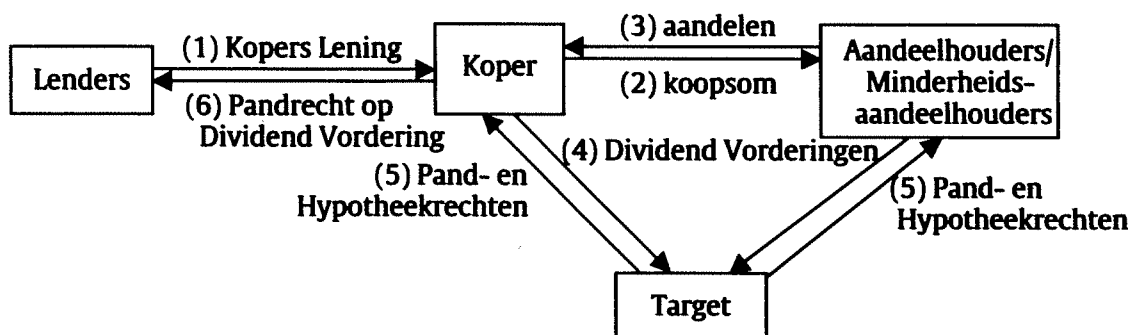 (1) Kopers Lening
Lenders
(6) Pandrecht op
Dividend Vordering
Koper
(3) aandelen
(2) koopsom
Aandeelhouders/
Minderheids-
aandeelhouders
(4) Dividend Vorderingen
(5) Pand- en
Hypotheekrechten
(5) Pand- en
Hypotheekrechten
Target